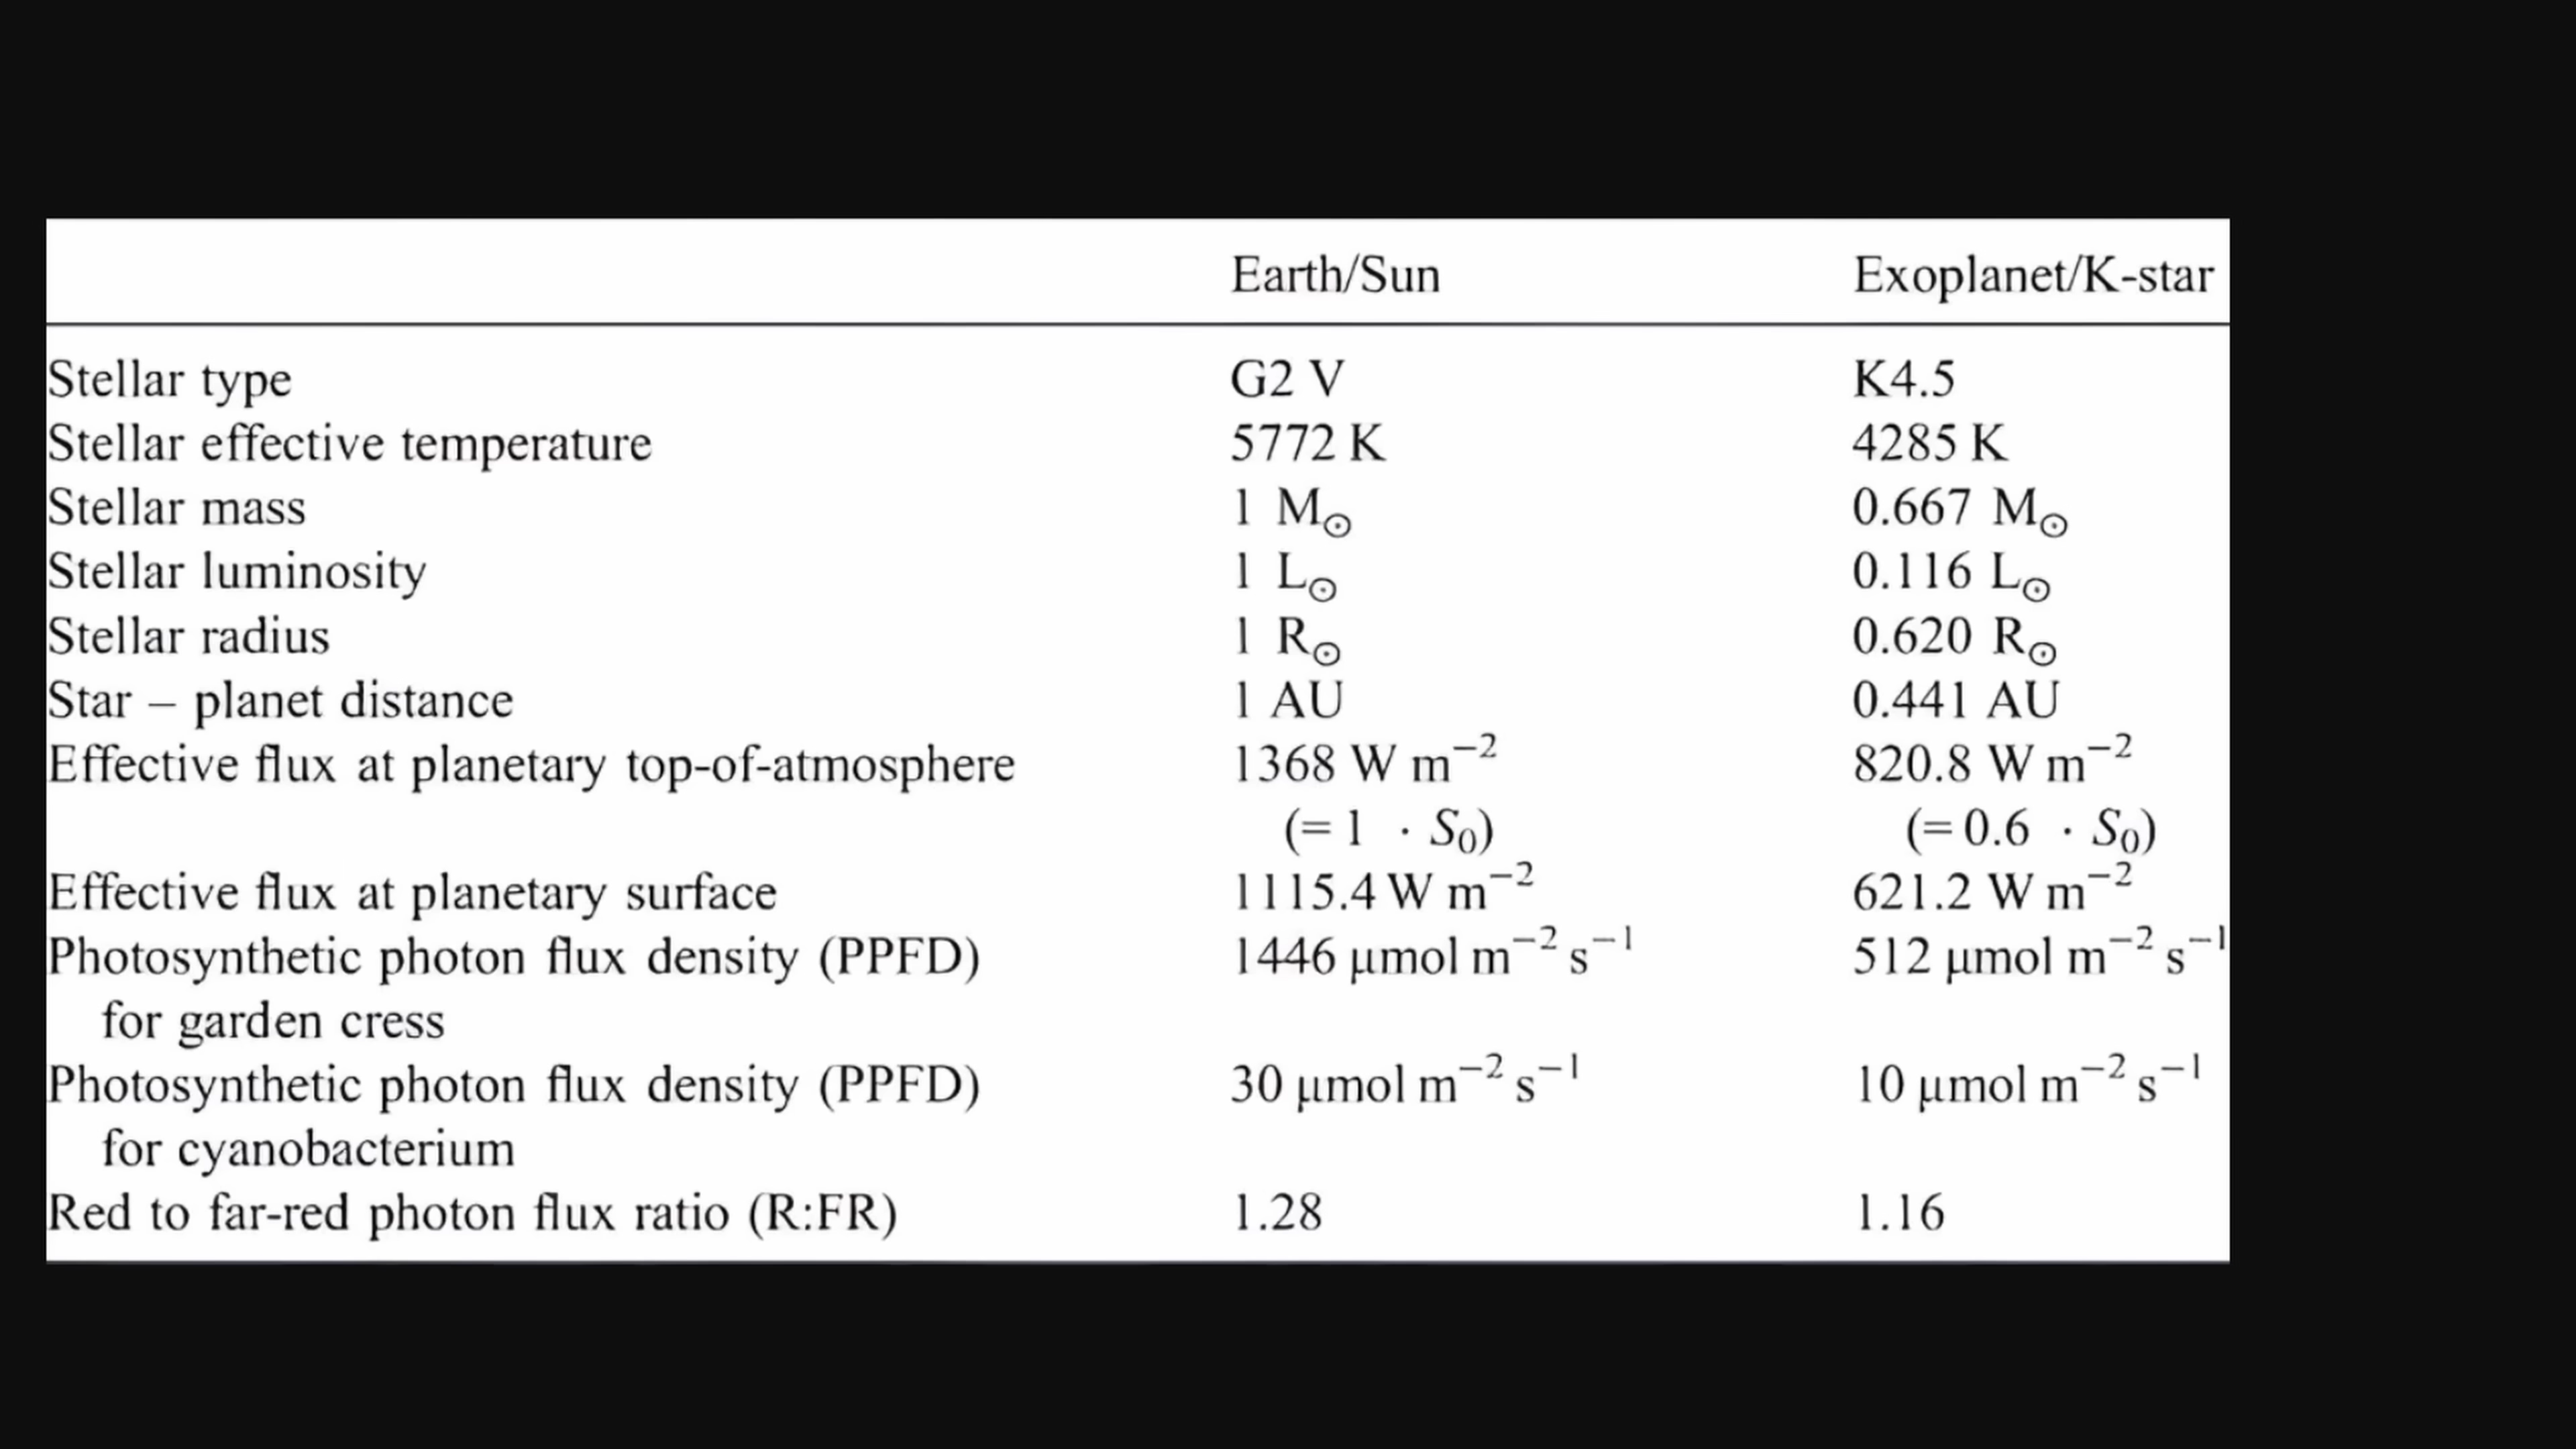 Earth/Sun Exoplanet/K-star
Stellar type G2 V K4.5
Stellar effective temperature 5772 K 4285 K
Stellar mass 1 M⊙ 0.667 M⊙
Stellar luminosity 1 L⊙ 0.116 L⊙
Stellar radius 1 R⊙ 0.620 R⊙
Star – planet distance 1 AU 0.441 AU
Effective flux at planetary top-of-atmosphere 1368 W m⁻² 820.8 W m⁻²
(= 1 · S₀) (= 0.6 · S₀)
Effective flux at planetary surface 1115.4 W m⁻² 621.2 W m⁻²
Photosynthetic photon flux density (PPFD) 1446 μmol m⁻² s⁻¹ 512 μmol m⁻² s⁻¹
for garden cress
Photosynthetic photon flux density (PPFD) 30 μmol m⁻² s⁻¹ 10 μmol m⁻² s⁻¹
for cyanobacterium
Red to far-red photon flux ratio (R:FR) 1.28 1.16